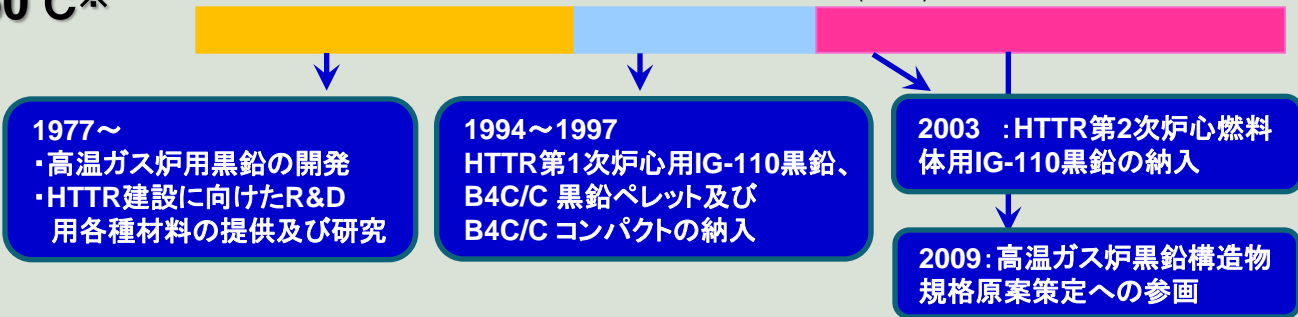 1977~
・高温ガス炉用黒鉛の開発
・HTTR建設に向けたR&D
用各種材料の提供及び研究
1994~1997
HTTR第1次炉心用IG-110黒鉛、
B4C/C 黒鉛ペレット及び
B4C/C コンパクトの納入
2003 :HTTR第2次炉心燃料
体用IG-110黒鉛の納入
2009:高温ガス炉黒鉛構造物
規格原案策定への参画